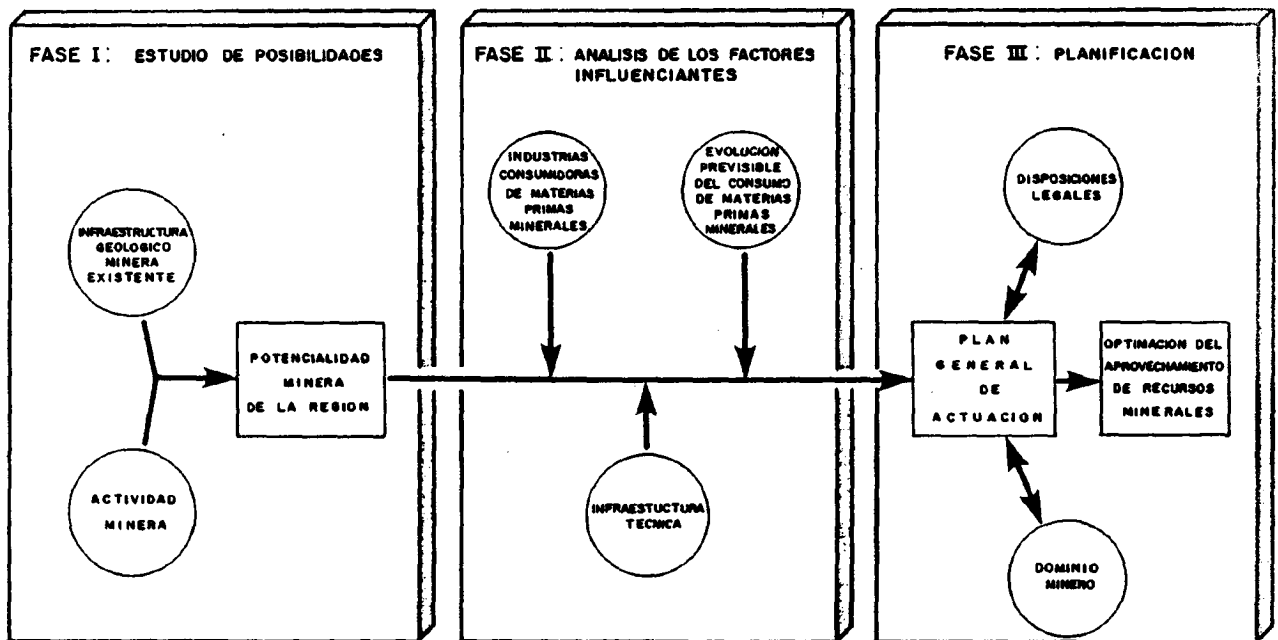 FASE I: ESTUDIO DE POSIBILIDADES
INFRAESTRUCTURA
GEOLOGICO
MINERA
EXISTENTE
POTENCIALIDAD
MINERA
DE LA REGION
ACTIVIDAD
MINERA
FASE II: ANALISIS DE LOS FACTORES
INFLUENCIANTES
INDUSTRIAS
CONSUMIDORAS
DE MATERIAS
PRIMAS
MINERALES
EVOLUCION
PREVISIBLE
DEL CONSUMO
DE MATERIAS
PRIMAS
MINERALES
INFRAESTUCTURA
TECNICA
FASE III: PLANIFICACION
DISPOSICIONES
LEGALES
PLAN
GENERAL
DE
ACTUACION
OPTIMACION DEL
APROVECHAMIENTO
DE RECURSOS
MINERALES
DOMINIO
MINERO